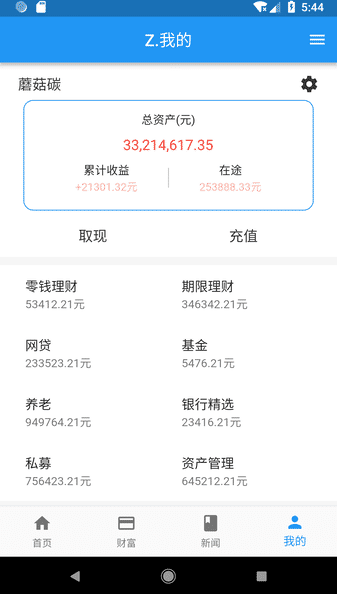 5:44
Z.我的
蘑菇碳
总资产(元)
33,214,617.35
累计收益 在途
+21301.32元 253888.33元
取现 充值
零钱理财 期限理财
53412.21元 346342.21元
网贷 基金
233523.21元 5476.21元
养老 银行精选
949764.21元 23416.21元
私募 资产管理
756423.21元 645212.21元
首页 财富 新闻 我的